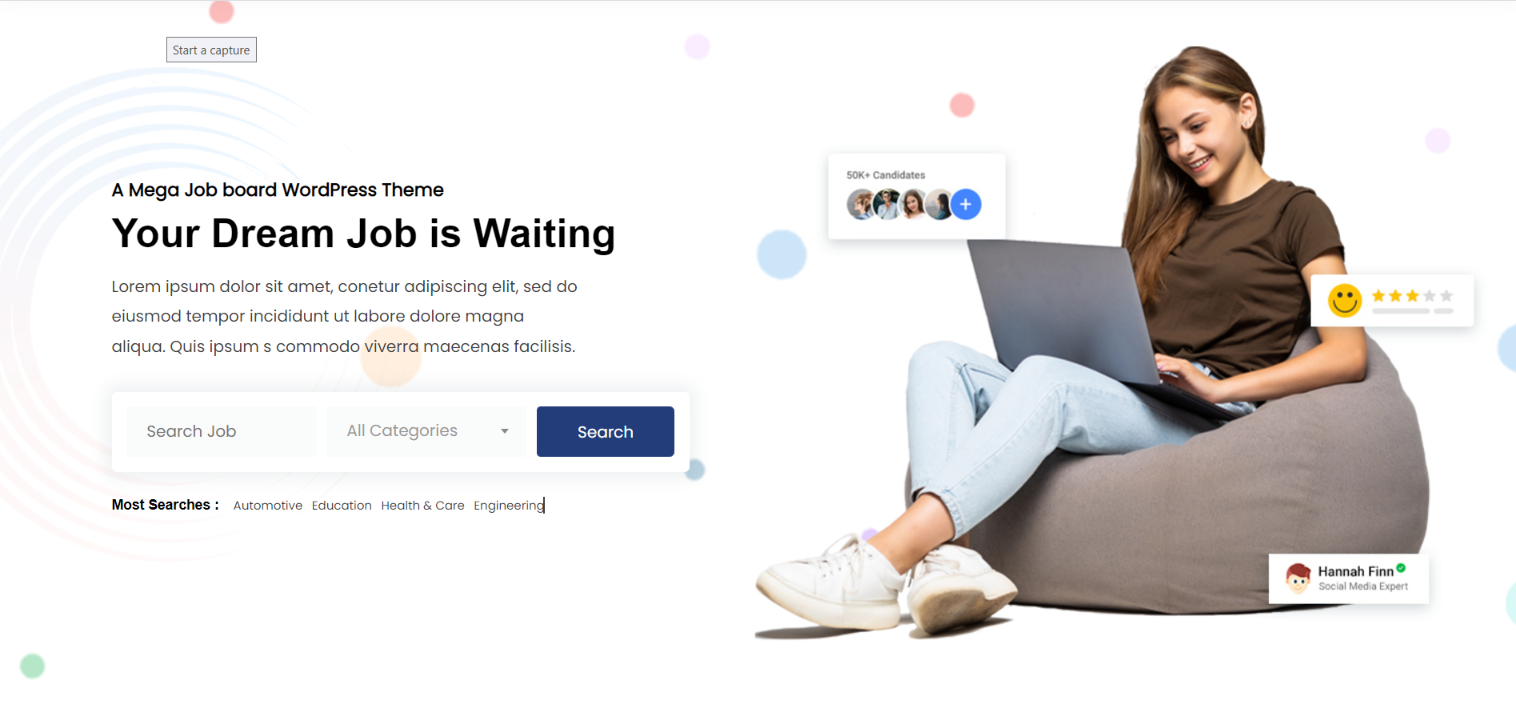 Start a capture
A Mega Job board WordPress Theme
Your Dream Job is Waiting
Lorem ipsum dolor sit amet, conetur adipiscing elit, sed do
eiusmod tempor incididunt ut labore dolore magna
aliqua. Quis ipsum s commodo viverra maecenas facilisis.
Search Job
All Categories
Search
Most Searches : Automotive Education Health & Care Engineering
50K+ Candidates
+
Hannah Finn
Social Media Expert